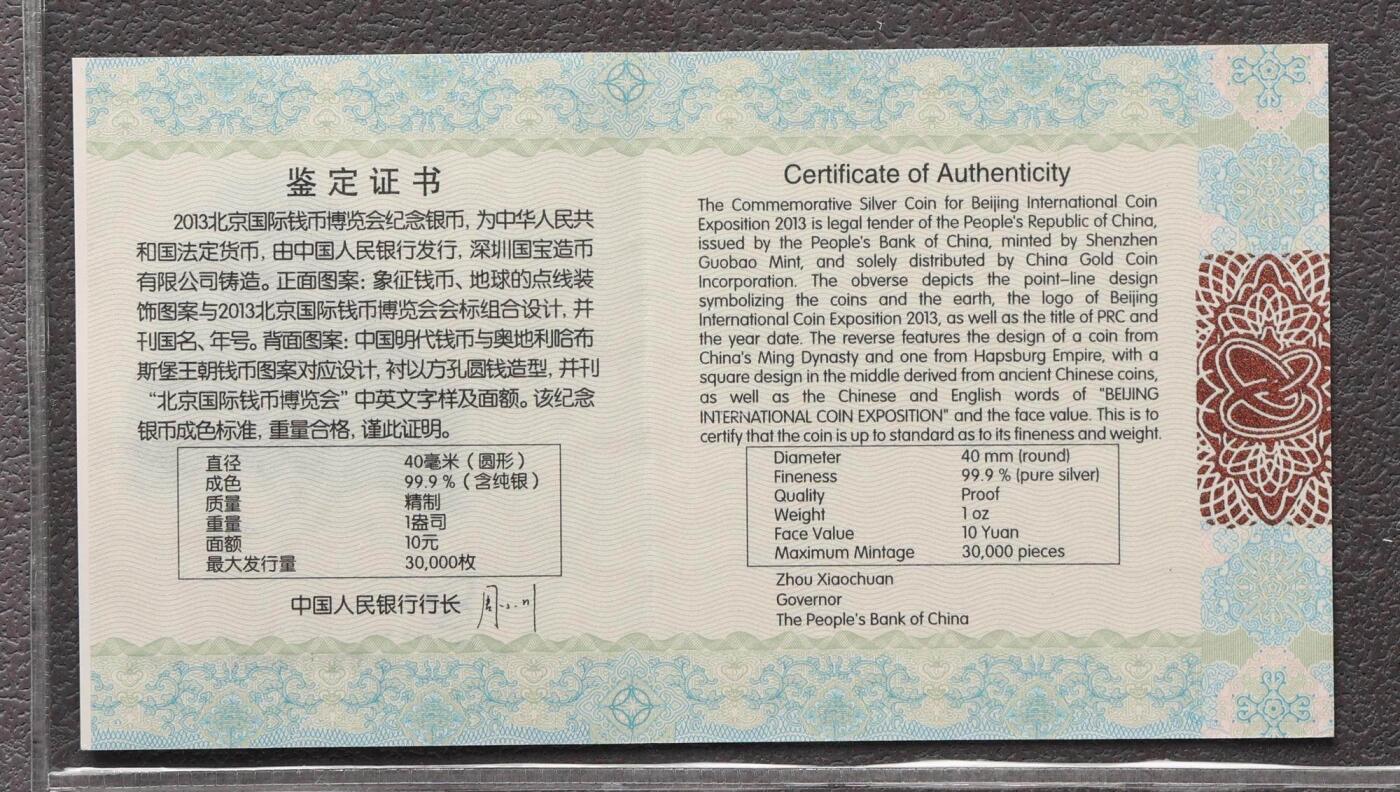 鉴定证书
2013北京国际钱币博览会纪念银币，为中华人民共
和国法定货币，由中国人民银行发行，深圳国宝造币
有限公司铸造。正面图案：象征钱币、地球的点线装
饰图案与2013北京国际钱币博览会会标组合设计，并
刊国名、年号。背面图案：中国明代钱币与奥地利哈布
斯堡王朝钱币图案对应设计，衬以方孔圆钱造型，并刊
“北京国际钱币博览会”中英文字样及面额。该纪念
银币成色标准，重量合格，谨此证明。
直径 40毫米（圆形）
成色 99.9 %（含纯银）
质量 精制
重量 1盎司
面额 10元
最大发行量 30,000枚
中国人民银行行长 周小川
Certificate of Authenticity
The Commemorative Silver Coin for Beijing International Coin
Exposition 2013 is legal tender of the People's Republic of China,
issued by the People's Bank of China, minted by Shenzhen
Guobao Mint, and solely distributed by China Gold Coin
Incorporation. The obverse depicts the point–line design
symbolizing the coins and the earth, the logo of Beijing
International Coin Exposition 2013, as well as the title of PRC and
the year date. The reverse features the design of a coin from
China's Ming Dynasty and one from Hapsburg Empire, with a
square design in the middle derived from ancient Chinese coins,
as well as the Chinese and English words of "BEIJING
INTERNATIONAL COIN EXPOSITION" and the face value. This is to
certify that the coin is up to standard as to its fineness and weight.
Diameter 40 mm (round)
Fineness 99.9 % (pure silver)
Quality Proof
Weight 1 oz
Face Value 10 Yuan
Maximum Mintage 30,000 pieces
Zhou Xiaochuan
Governor
The People's Bank of China